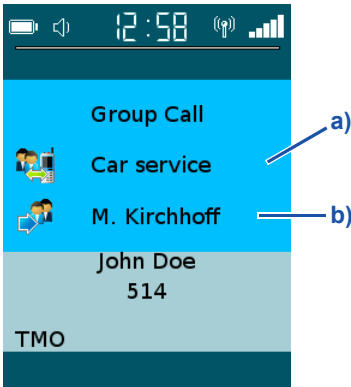 12:58
Group Call
a)
Car service
M. Kirchhoff
b)
John Doe
514
TMO